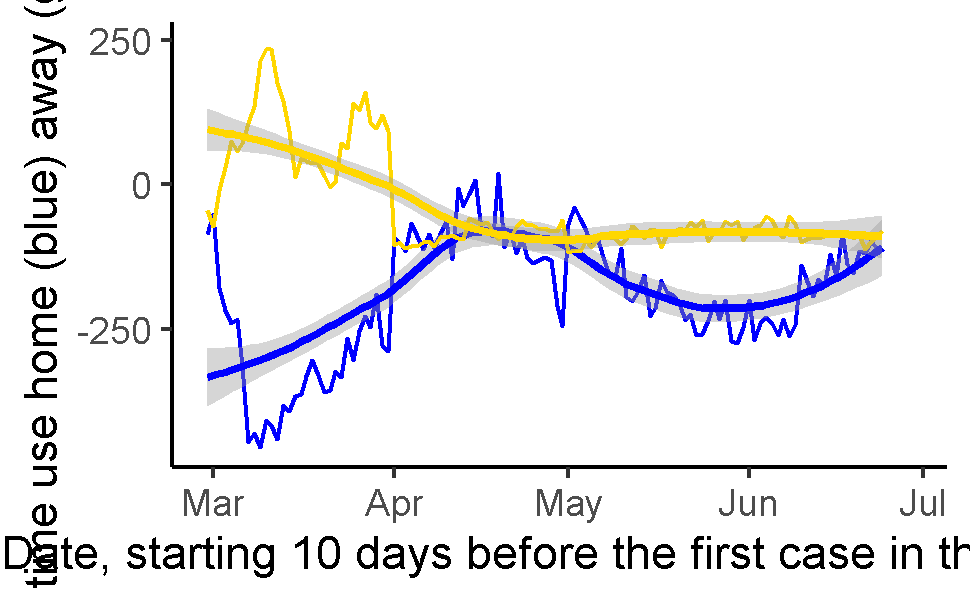 250
0
-250
time use home (blue) away (
Mar Apr May Jun Jul
Date, starting 10 days before the first case in th